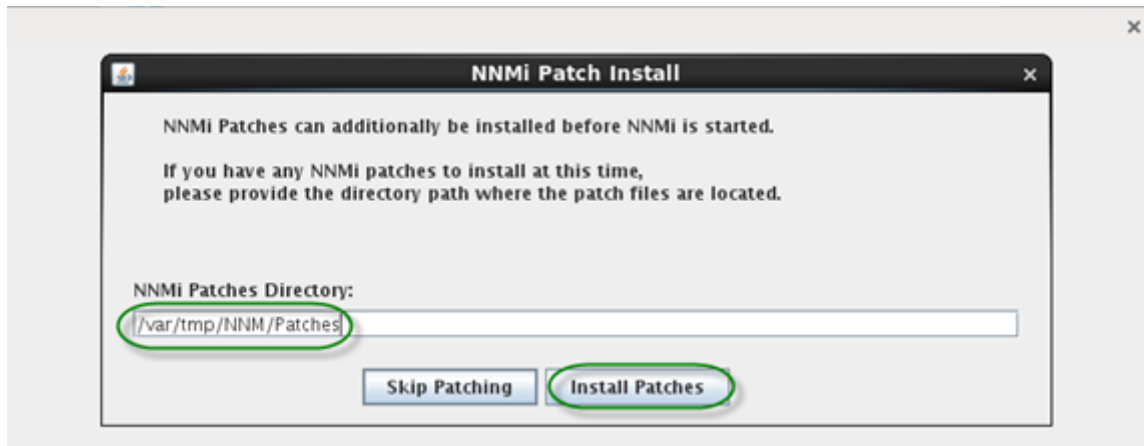 NNMi Patch Install
NNMi Patches can additionally be installed before NNMi is started.
If you have any NNMi patches to install at this time,
please provide the directory path where the patch files are located.
NNMi Patches Directory:
/var/tmp/NNM/Patches
Skip Patching Install Patches